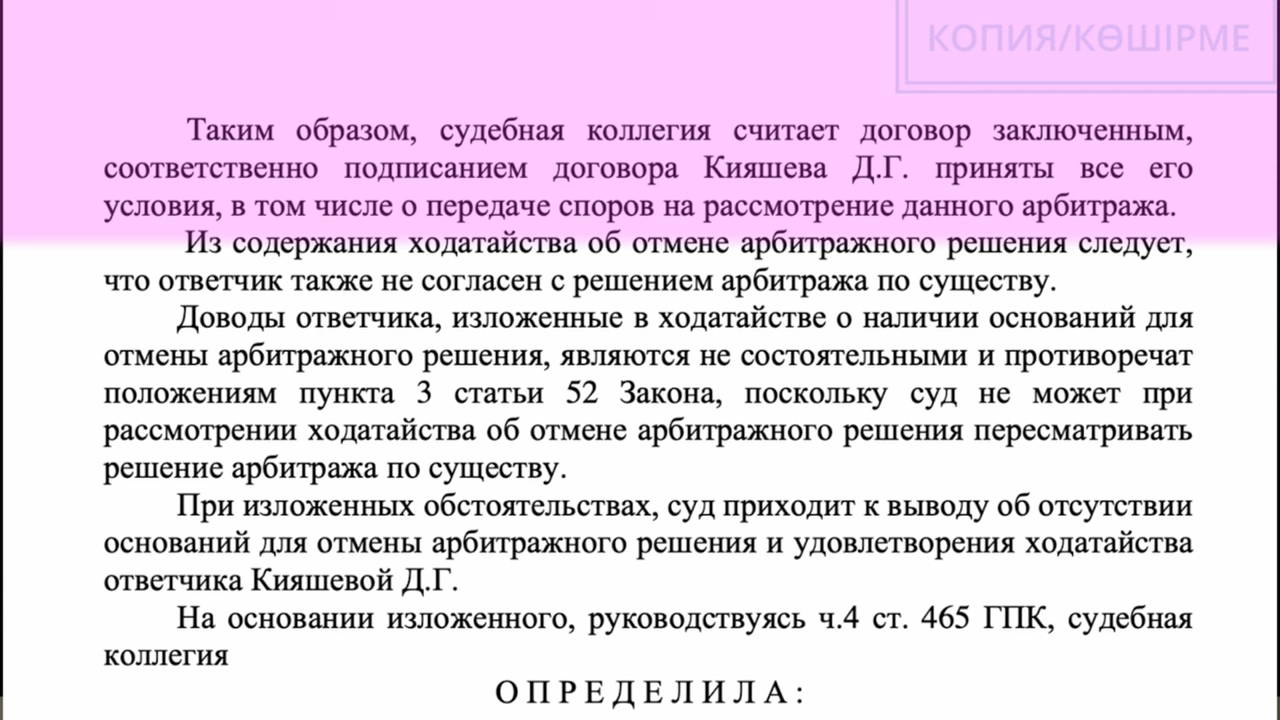 КОПИЯ/КӨШІРМЕ
Таким образом, судебная коллегия считает договор заключенным,
соответственно подписанием договора Кияшева Д.Г. приняты все его
условия, в том числе о передаче споров на рассмотрение данного арбитража.
Из содержания ходатайства об отмене арбитражного решения следует,
что ответчик также не согласен с решением арбитража по существу.
Доводы ответчика, изложенные в ходатайстве о наличии оснований для
отмены арбитражного решения, являются не состоятельными и противоречат
положениям пункта 3 статьи 52 Закона, поскольку суд не может при
рассмотрении ходатайства об отмене арбитражного решения пересматривать
решение арбитража по существу.
При изложенных обстоятельствах, суд приходит к выводу об отсутствии
оснований для отмены арбитражного решения и удовлетворения ходатайства
ответчика Кияшевой Д.Г.
На основании изложенного, руководствуясь ч.4 ст. 465 ГПК, судебная
коллегия
О П Р Е Д Е Л И Л А :